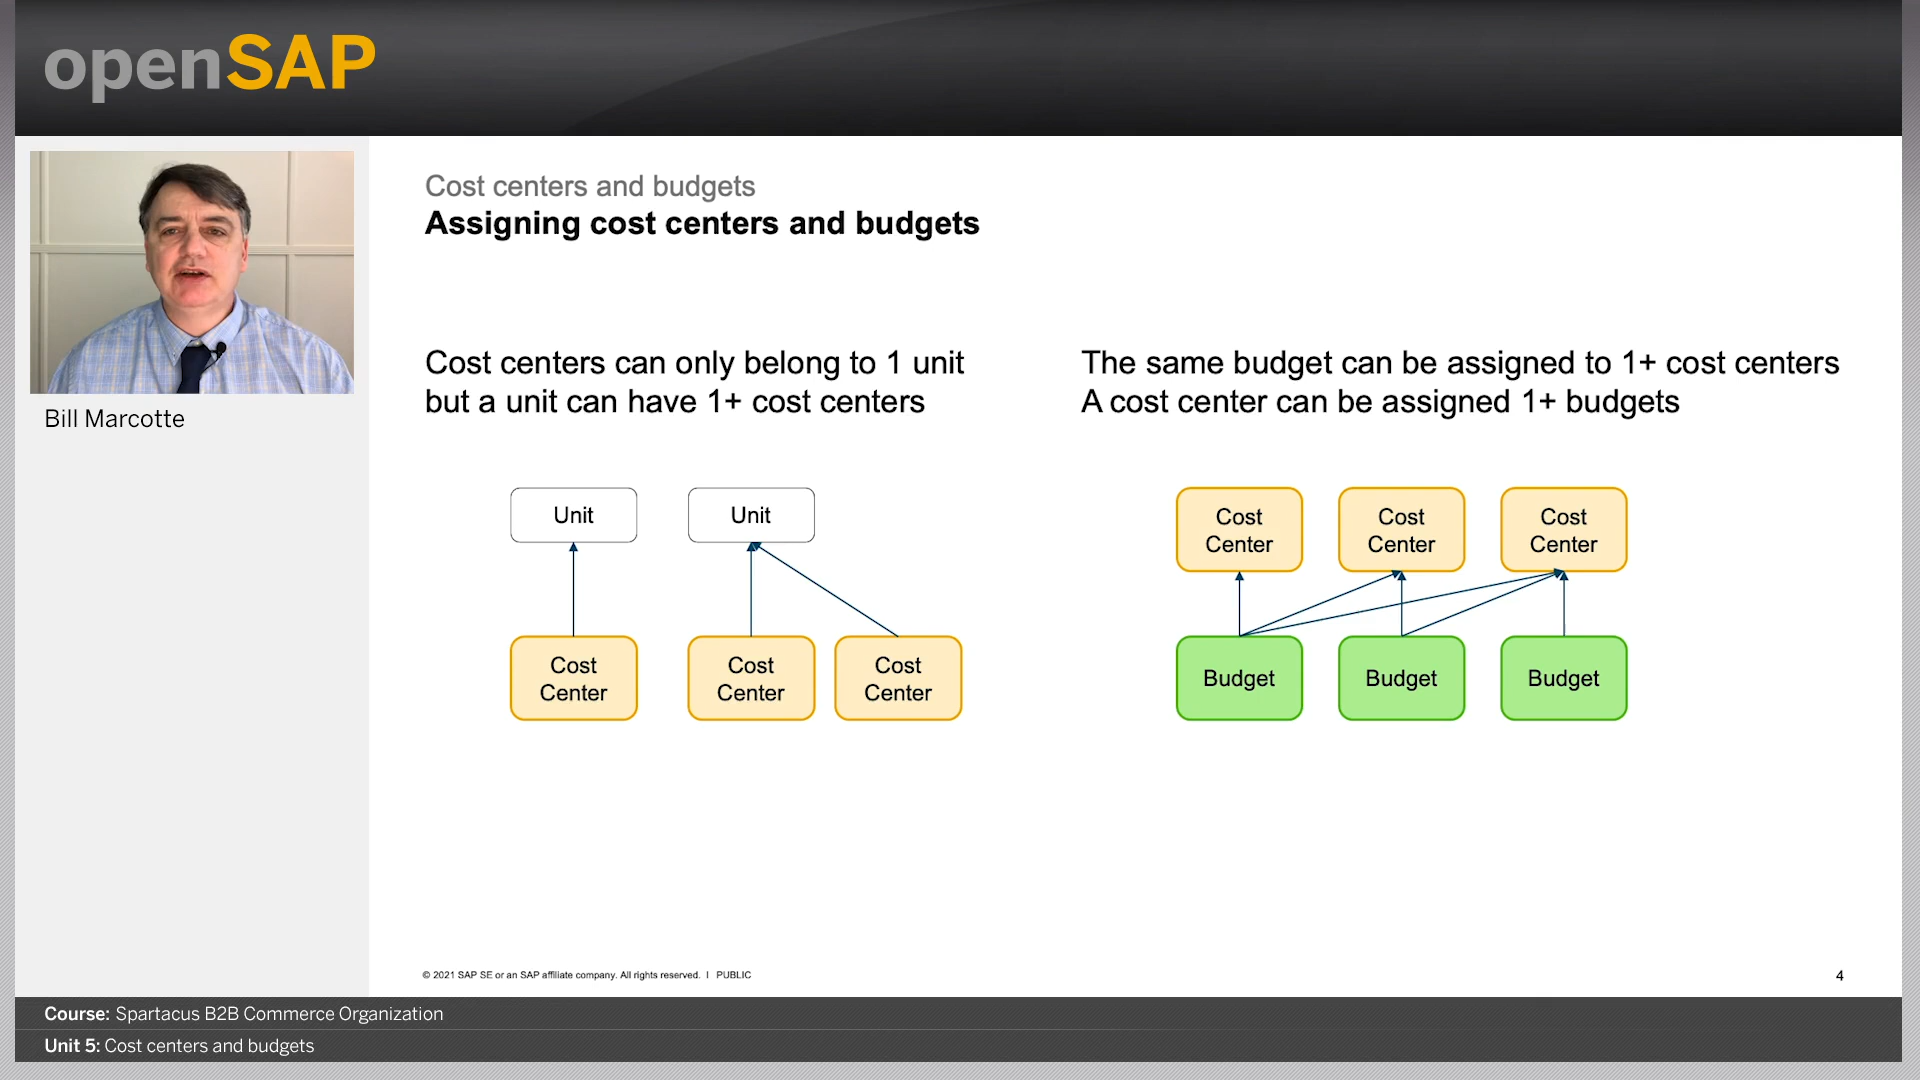 openSAP
Bill Marcotte
Cost centers and budgets
Assigning cost centers and budgets
Cost centers can only belong to 1 unit
but a unit can have 1+ cost centers
Unit
Unit
Cost
Center
Cost
Center
Cost
Center
The same budget can be assigned to 1+ cost centers
A cost center can be assigned 1+ budgets
Cost
Center
Cost
Center
Cost
Center
Budget
Budget
Budget
© 2021 SAP SE or an SAP affiliate company. All rights reserved. I PUBLIC
4
Course: Spartacus B2B Commerce Organization
Unit 5: Cost centers and budgets